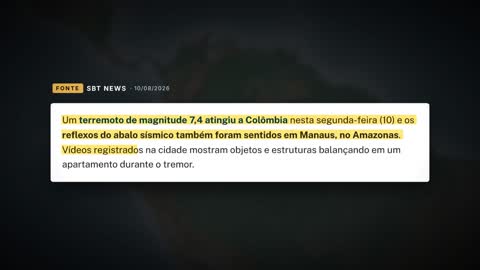 FONTE SBT NEWS · 10/08/2026
Um terremoto de magnitude 7,4 atingiu a Colômbia nesta segunda-feira (10) e os
reflexos do abalo sísmico também foram sentidos em Manaus, no Amazonas.
Vídeos registrados na cidade mostram objetos e estruturas balançando em um
apartamento durante o tremor.